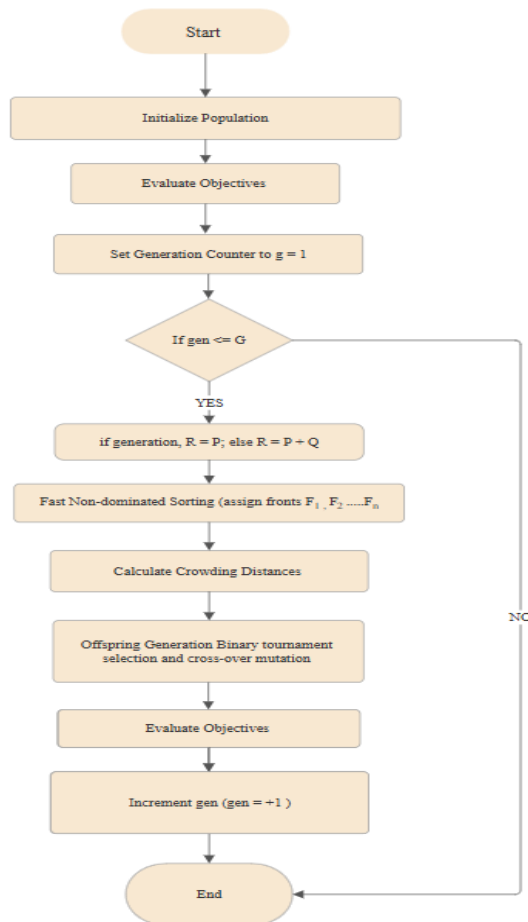 Start
Initialize Population
Evaluate Objectives
Set Generation Counter to g = 1
If gen <= G
YES
if generation, R = P; else R = P + Q
Fast Non-dominated Sorting (assign fronts F1 , F2 .....Fn
Calculate Crowding Distances
NO
Offspring Generation Binary tournament
selection and cross-over mutation
Evaluate Objectives
Increment gen (gen = +1 )
End